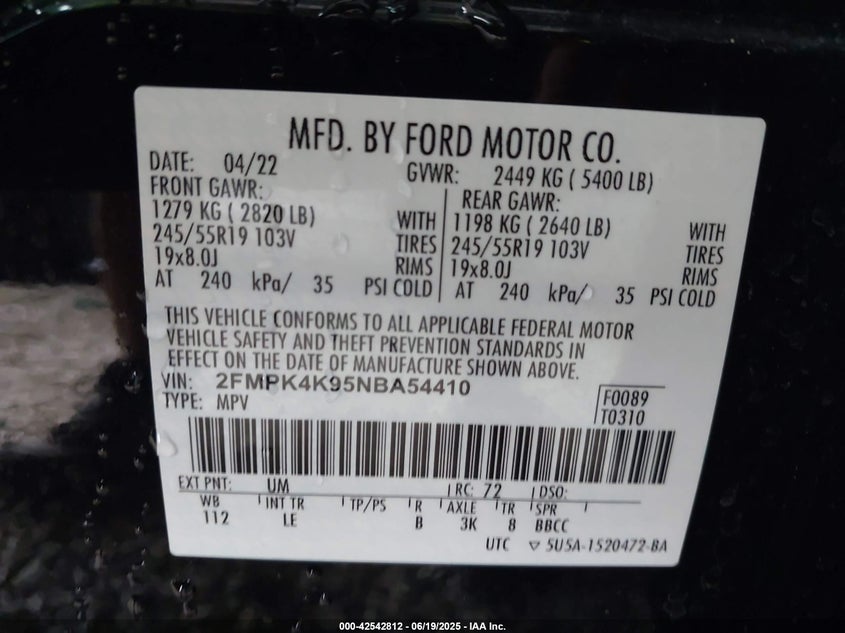 MFD. BY FORD MOTOR CO.
DATE: 04/22 GVWR: 2449 KG ( 5400 LB)
FRONT GAWR: REAR GAWR:
1279 KG ( 2820 LB) WITH 1198 KG ( 2640 LB) WITH
245/55R19 103V TIRES 245/55R19 103V TIRES
19x8.0J RIMS 19x8.0J RIMS
AT 240 kPa/ 35 PSI COLD AT 240 kPa/ 35 PSI COLD
THIS VEHICLE CONFORMS TO ALL APPLICABLE FEDERAL MOTOR
VEHICLE SAFETY AND THEFT PREVENTION STANDARDS IN
EFFECT ON THE DATE OF MANUFACTURE SHOWN ABOVE.
VIN: 2FMPK4K95NBA54410
TYPE: MPV F0089
T0310
EXT PNT: UM RC: 72 DSO:
WB INT TR TP/PS R AXLE TR SPR
112 LE B 3K 8 BBCC
UTC ▽ 5U5A-1520472-BA
000-42542812 - 06/19/2025 - IAA Inc.